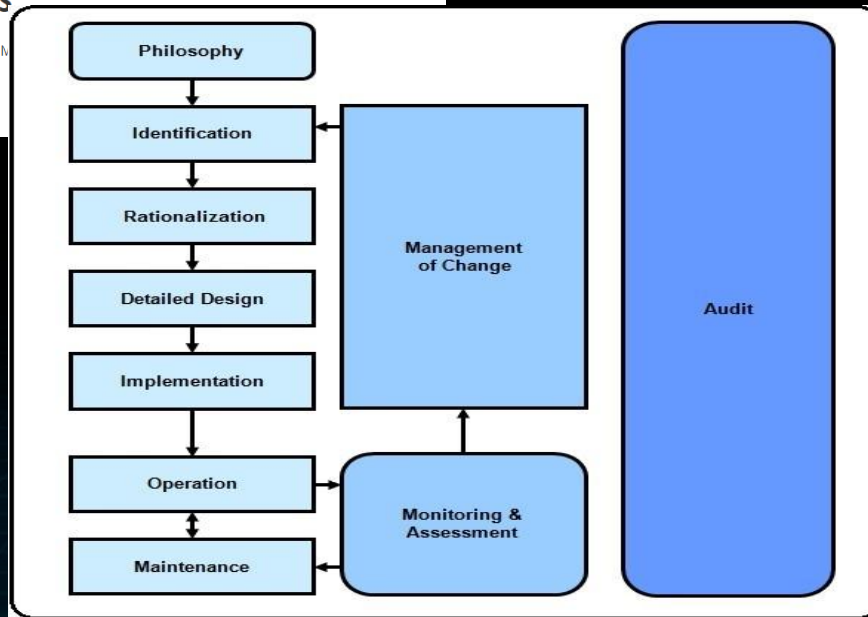 Philosophy
Identification
Rationalization
Detailed Design
Implementation
Operation
Maintenance
Management
of Change
Monitoring &
Assessment
Audit